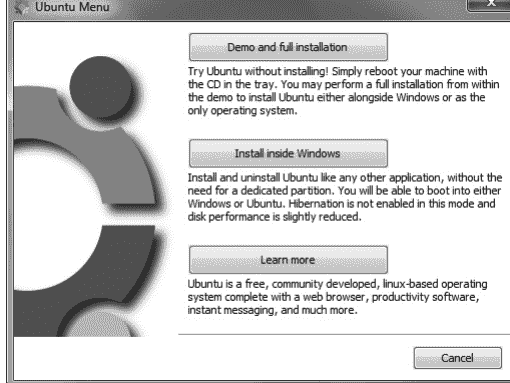 Ubuntu Menu
Demo and full installation
Try Ubuntu without installing! Simply reboot your machine with
the CD in the tray. You may perform a full installation from within
the demo to install Ubuntu either alongside Windows or as the
only operating system.
Install inside Windows
Install and uninstall Ubuntu like any other application, without the
need for a dedicated partition. You will be able to boot into either
Windows or Ubuntu. Hibernation is not enabled in this mode and
disk performance is slightly reduced.
Learn more
Ubuntu is a free, community developed, linux-based operating
system complete with a web browser, productivity software,
instant messaging, and much more.
Cancel